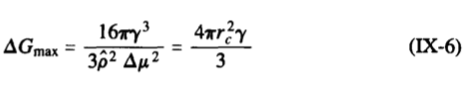 ΔG_max = 16πγ³ / 3ρ̂² Δμ² = 4πr_c²γ / 3 (IX-6)